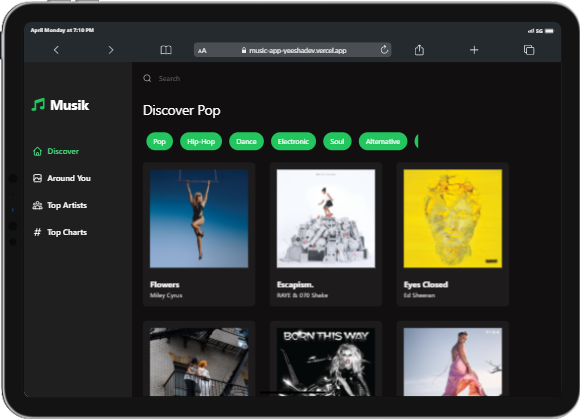 April Monday at 7:10 PM
5G
AA
music-app-yeeshadev.vercel.app
Musik
Search
Discover Pop
Pop
Hip-Hop
Dance
Electronic
Soul
Alternative
Discover
Around You
Top Artists
# Top Charts
Flowers
Miley Cyrus
Escapism.
RAYE & 070 Shake
Eyes Closed
Ed Sheeran
BORN THIS WAY